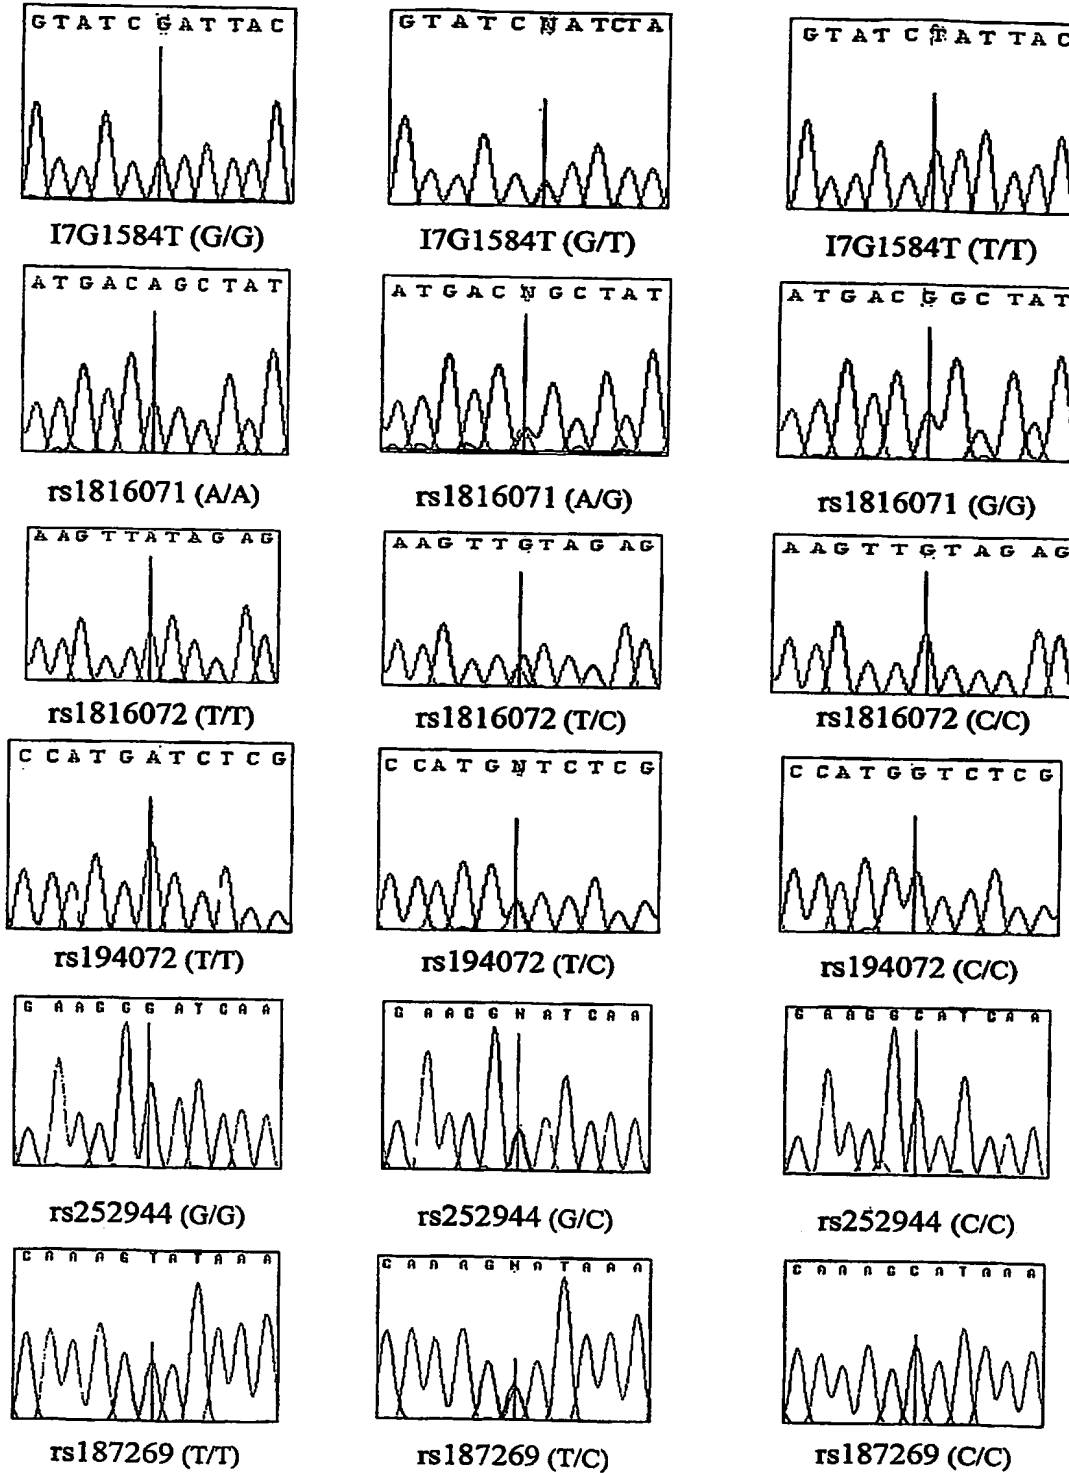 GTATCGATTAC GTATCNATCTA GTATCTATTAC
I7G1584T (G/G) I7G1584T (G/T) I7G1584T (T/T)
ATGACAGCTAT ATGACNGCTAT ATGACGGCTAT
rs1816071 (A/A) rs1816071 (A/G) rs1816071 (G/G)
AAGTTATAGAG AAGTTGTAGAG AAGTTGTAGAG
rs1816072 (T/T) rs1816072 (T/C) rs1816072 (C/C)
CCATGATCTCG CCATGNTCTCG CCATGGTCTCG
rs194072 (T/T) rs194072 (T/C) rs194072 (C/C)
GAAGGGATCAA GAAGGNATCAA GAAGGCATCAA
rs252944 (G/G) rs252944 (G/C) rs252944 (C/C)
CAAAGTATAAA CAAAGNATAAA CAAAGCATAAA
rs187269 (T/T) rs187269 (T/C) rs187269 (C/C)